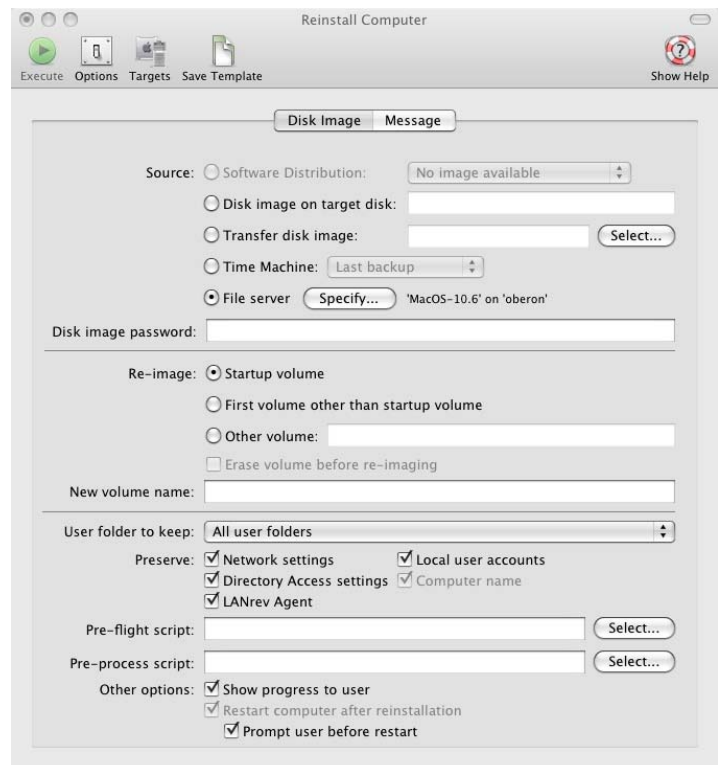 Reinstall Computer
Execute Options Targets Save Template Show Help
Disk Image Message
Source: Software Distribution: No image available
Disk image on target disk:
Transfer disk image: Select...
Time Machine: Last backup
File server Specify... 'MacOS-10.6' on 'oberon'
Disk image password:
Re-image: Startup volume
First volume other than startup volume
Other volume:
Erase volume before re-imaging
New volume name:
User folder to keep: All user folders
Preserve: Network settings Local user accounts
Directory Access settings Computer name
LANrev Agent
Pre-flight script: Select...
Pre-process script: Select...
Other options: Show progress to user
Restart computer after reinstallation
Prompt user before restart